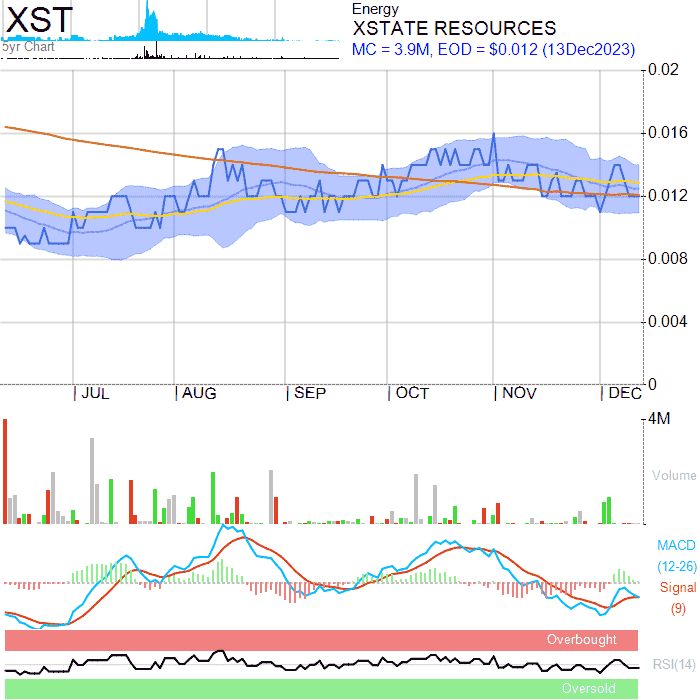 XST
5yr Chart
Energy
XSTATE RESOURCES
MC = 3.9M, EOD = $0.012 (13Dec2023)
0.02
0.016
0.012
0.008
0.004
0
JUL AUG SEP OCT NOV DEC
4M
Volume
MACD
(12-26)
Signal
(9)
Overbought
RSI(14)
Oversold